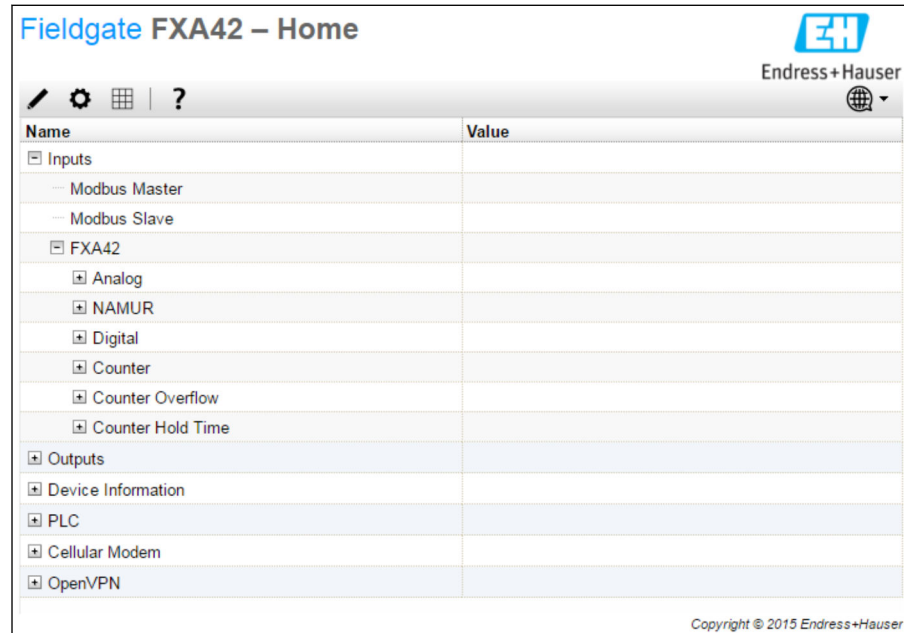 Fieldgate FXA42 – Home
EH
Endress+Hauser
?
Name Value
Inputs
Modbus Master
Modbus Slave
FXA42
Analog
NAMUR
Digital
Counter
Counter Overflow
Counter Hold Time
Outputs
Device Information
PLC
Cellular Modem
OpenVPN
Copyright © 2015 Endress+Hauser